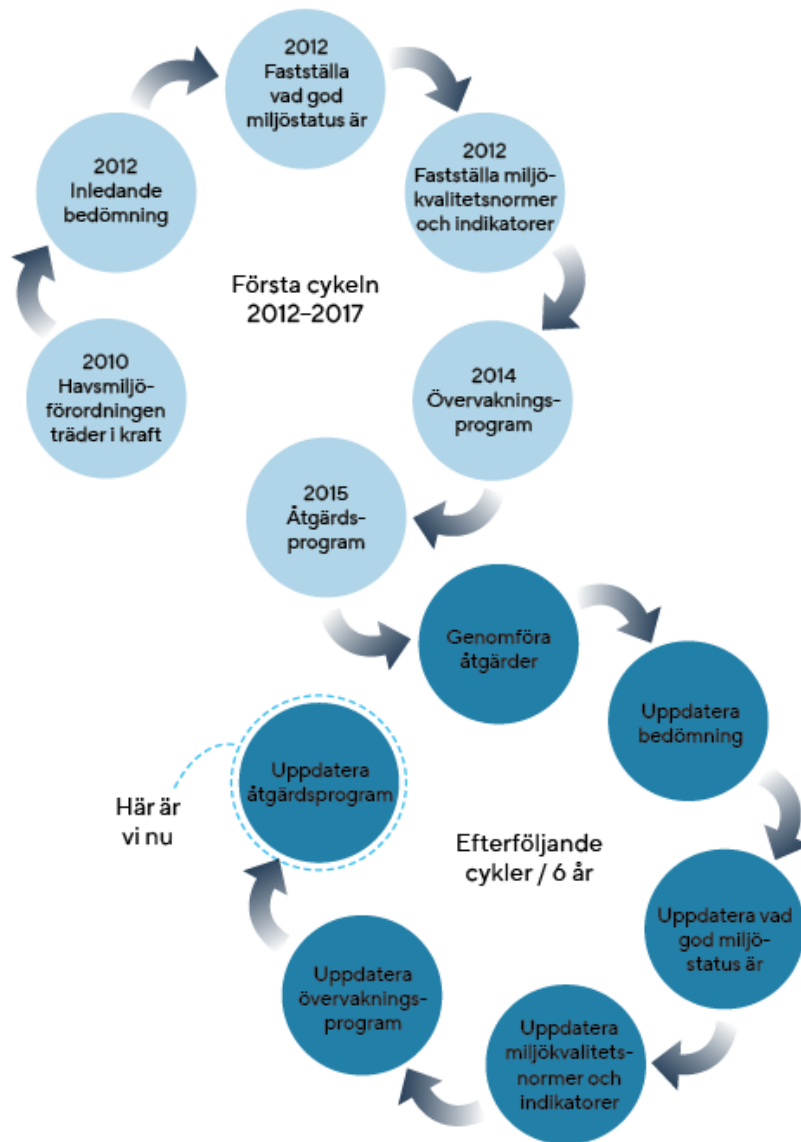 2012
Fastställa
vad god
miljöstatus är
2012
Inledande
bedömning
2012
Fastställa miljö-
kvalitetsnormer
och indikatorer
Första cykeln
2012–2017
2010
Havsmiljö-
förordningen
träder i kraft
2014
Övervaknings-
program
2015
Åtgärds-
program
Genomföra
åtgärder
Uppdatera
bedömning
Uppdatera
åtgärdsprogram
Här är
vi nu
Efterföljande
cykler / 6 år
Uppdatera vad
god miljö-
status är
Uppdatera
övervaknings-
program
Uppdatera
miljökvalitets-
normer och
indikatorer